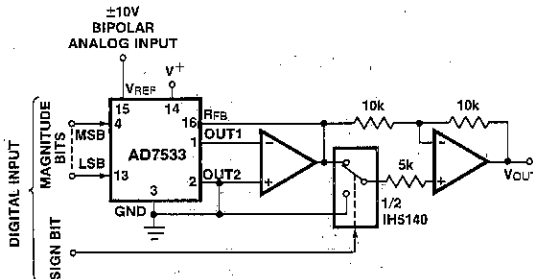 ±10V
BIPOLAR
ANALOG INPUT
VREF
V+
15
14
RFB
16
OUT1
1
MSB
4
AD7533
LSB
13
OUT2
2
3
GND
10k
10k
5k
VOUT
1/2
IH5140
DIGITAL INPUT
MAGNITUDE
BITS
SIGN BIT